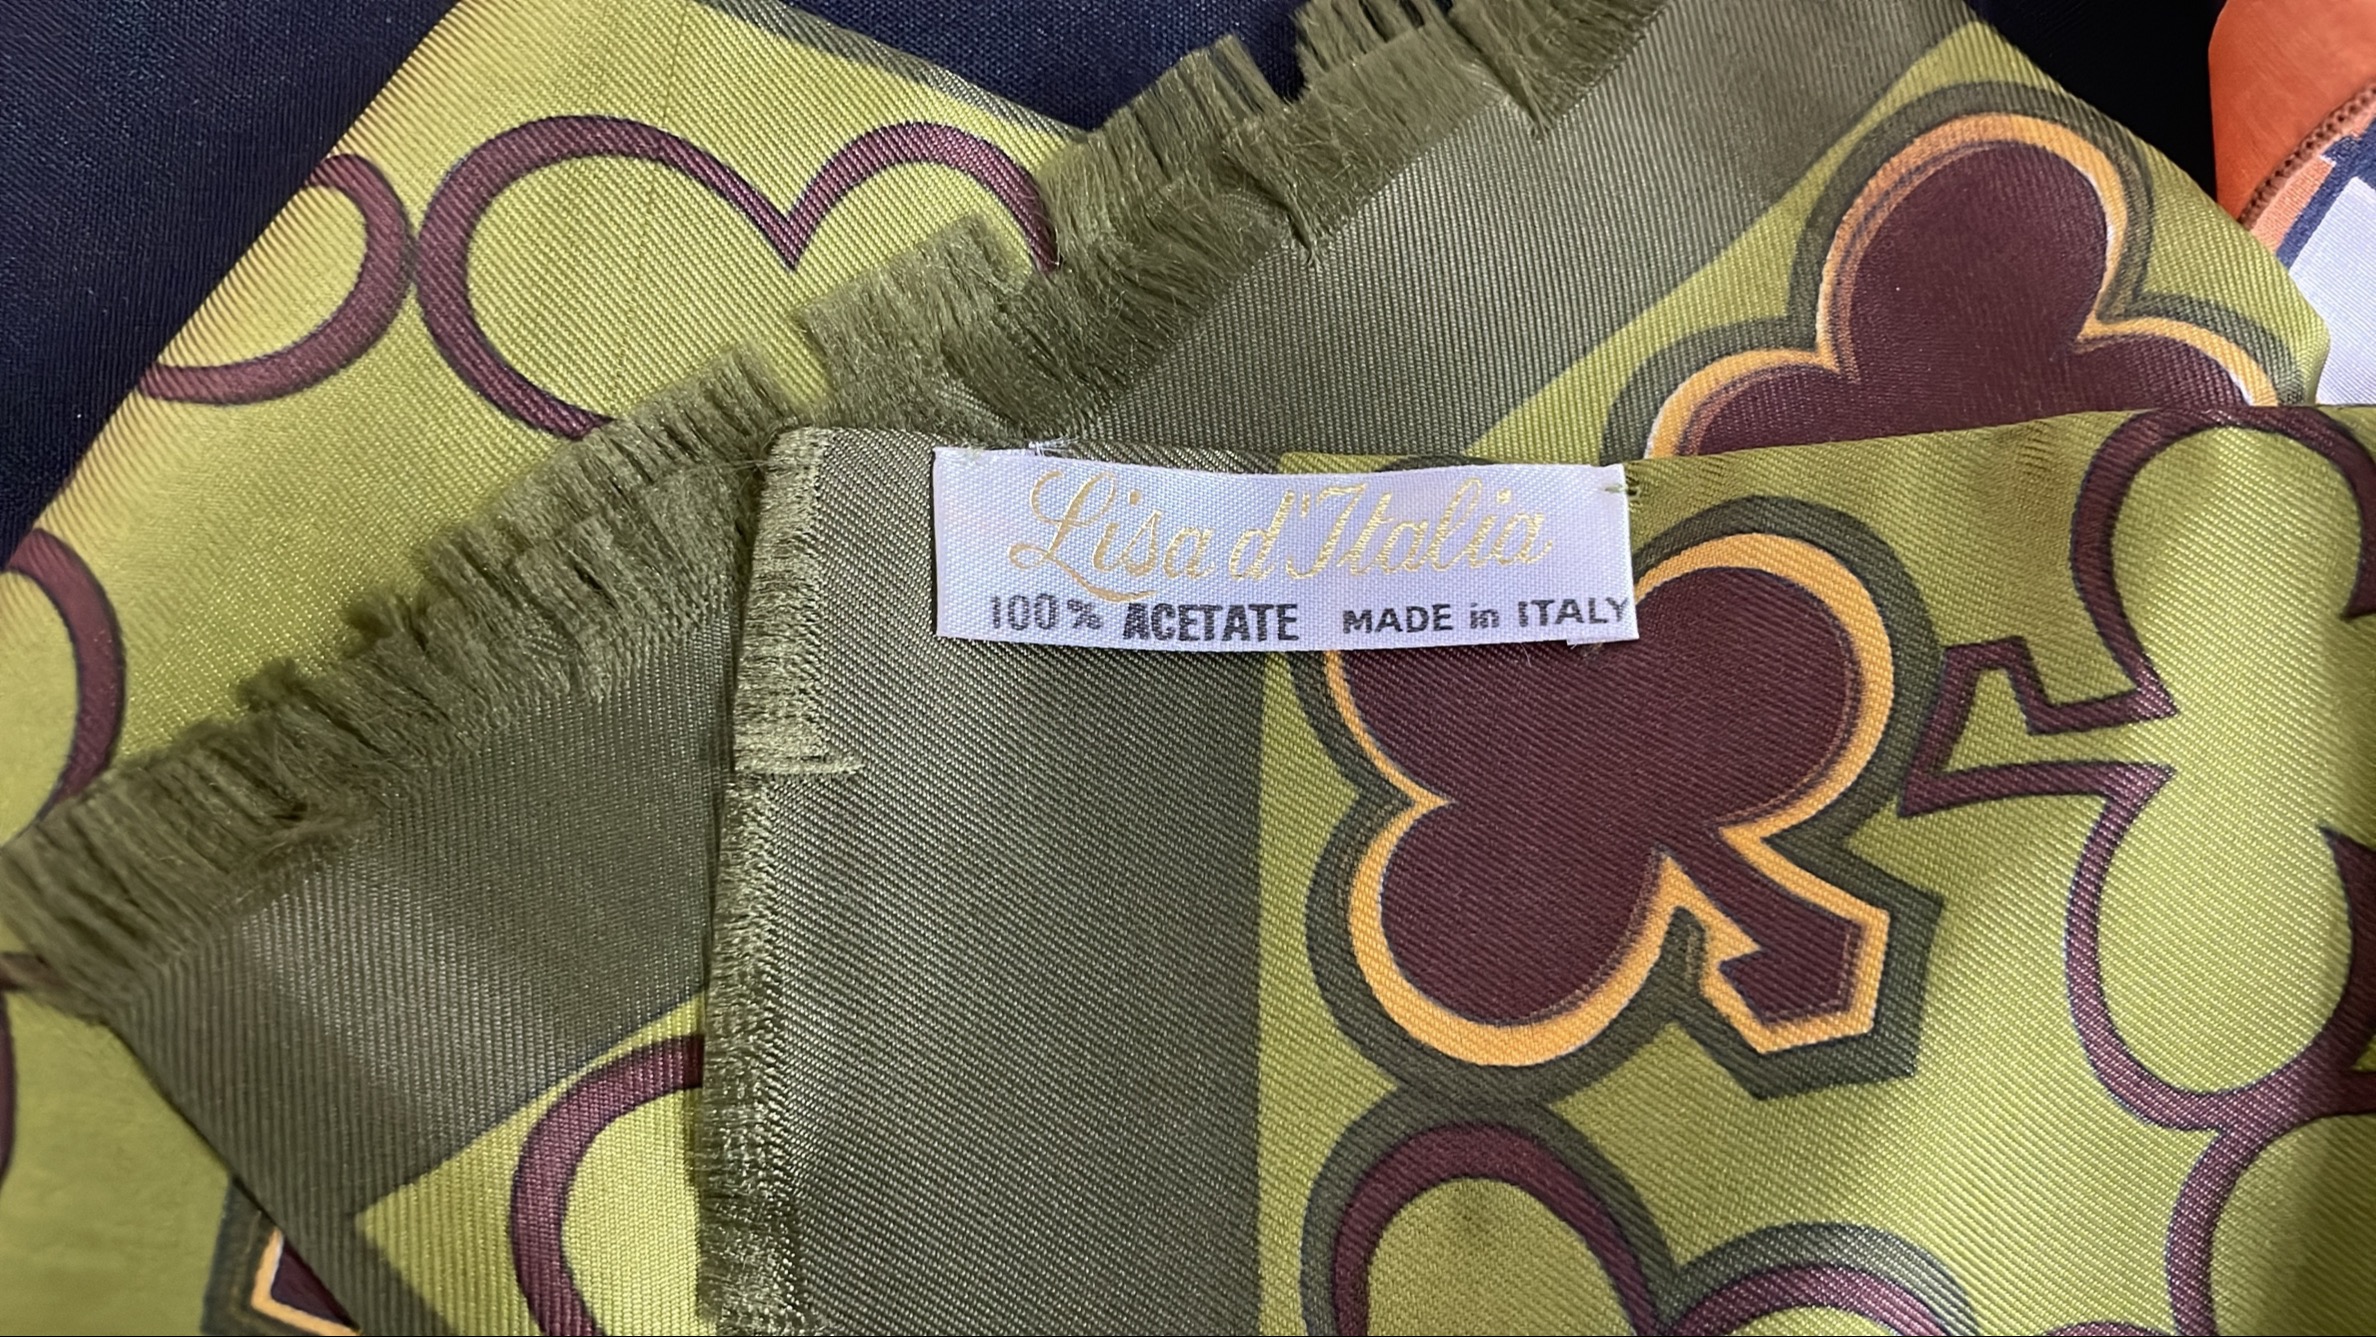 Lisa d'Italia
100% ACETATE MADE in ITALY